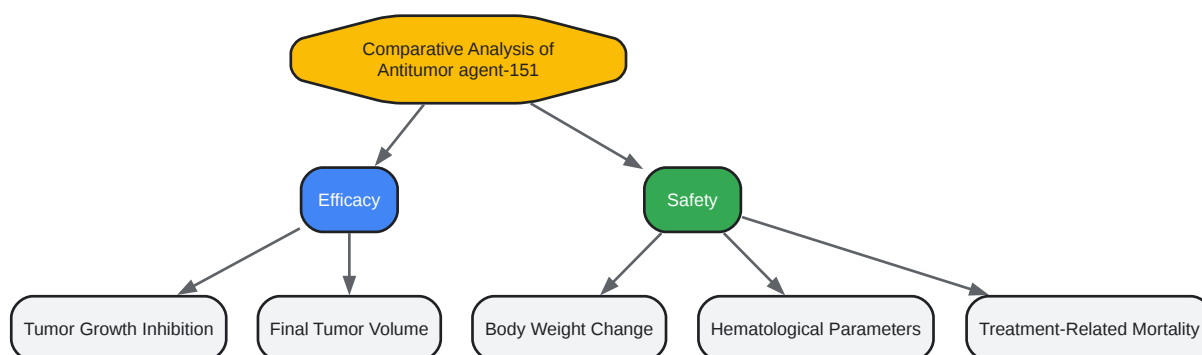 Comparative Analysis of
Antitumor agent-151
Efficacy
Safety
Tumor Growth Inhibition
Final Tumor Volume
Body Weight Change
Hematological Parameters
Treatment-Related Mortality